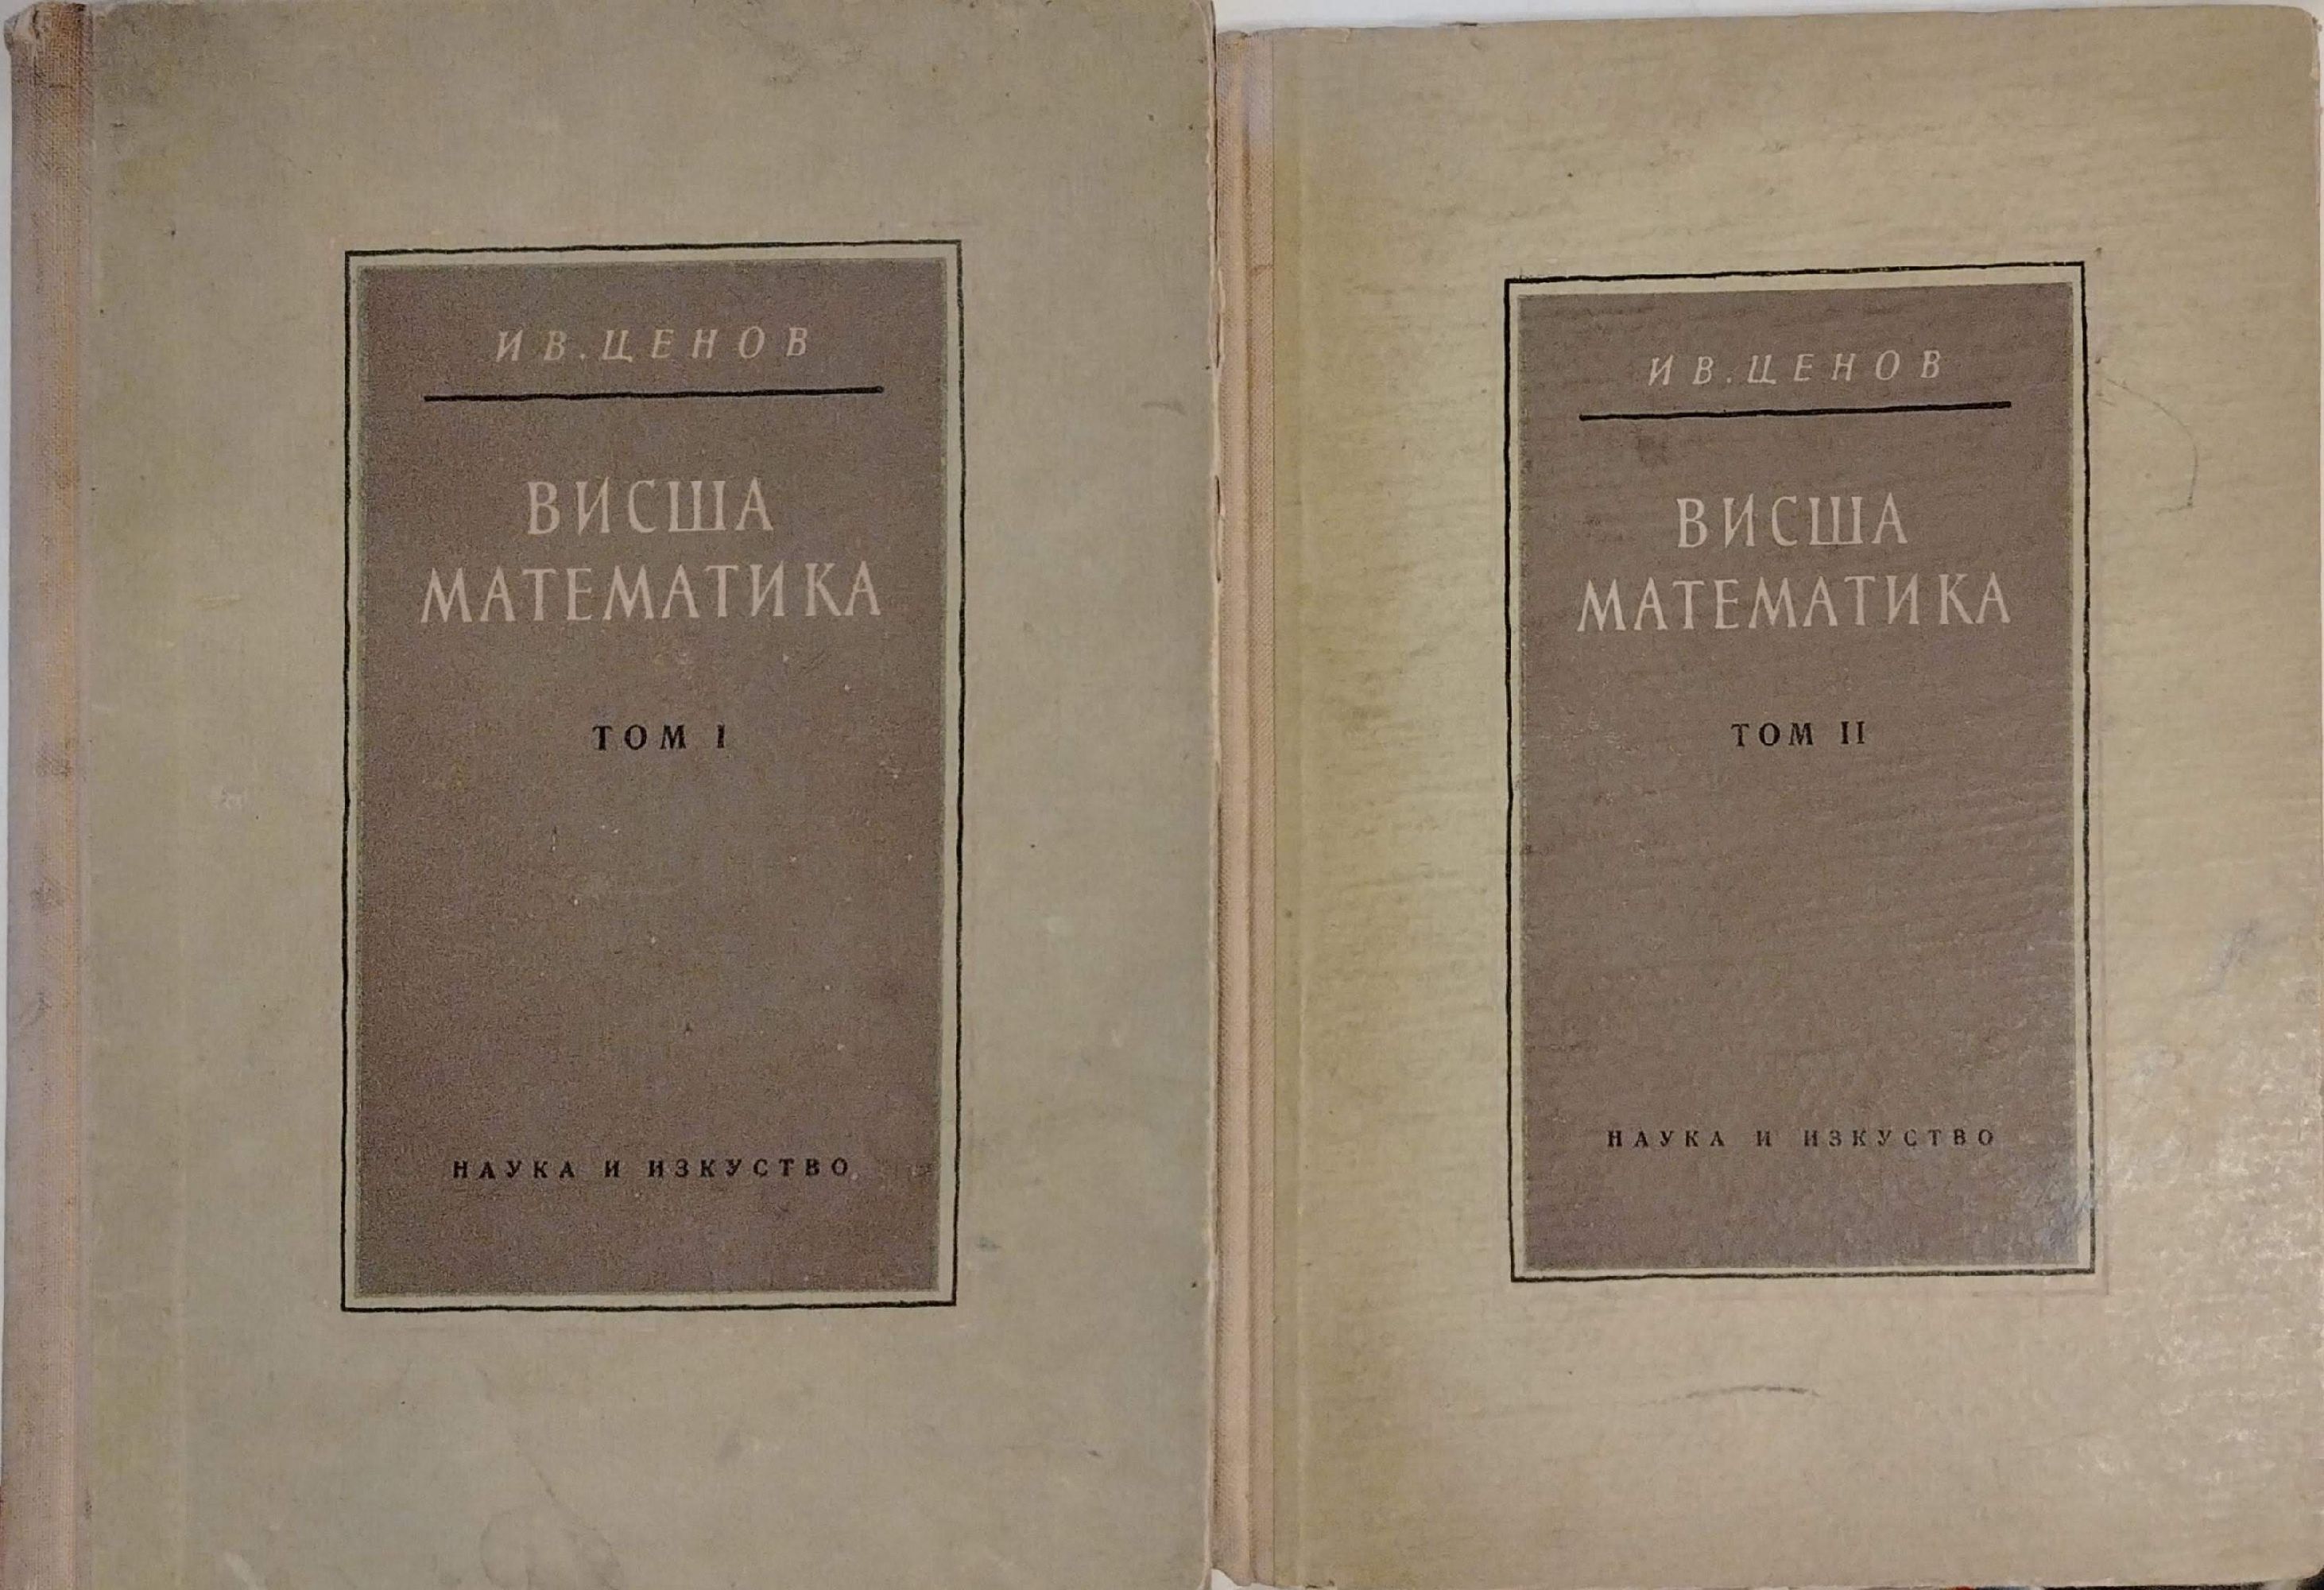 ИВ. ЦЕНОВ
ВИСША
МАТЕМАТИКА
ТОМ I
НАУКА И ИЗКУСТВО
ИВ. ЦЕНОВ
ВИСША
МАТЕМАТИКА
ТОМ II
НАУКА И ИЗКУСТВО